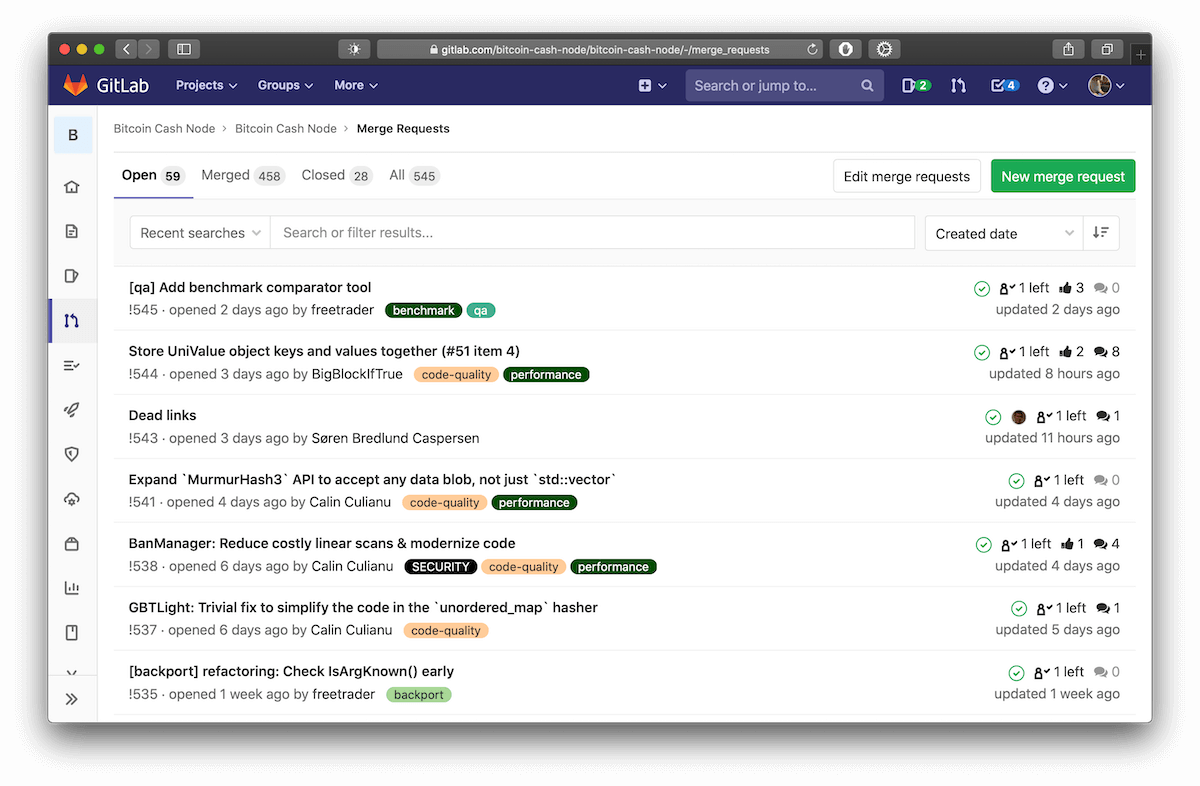 gitlab.com/bitcoin-cash-node/bitcoin-cash-node/-/merge_requests
GitLab Projects Groups More Search or jump to... 2 4 ?
B Bitcoin Cash Node › Bitcoin Cash Node › Merge Requests
Open 59 Merged 458 Closed 28 All 545 Edit merge requests New merge request
Recent searches Search or filter results... Created date
[qa] Add benchmark comparator tool 1 left 3 0
!545 · opened 2 days ago by freetrader benchmark qa updated 2 days ago
Store UniValue object keys and values together (#51 item 4) 1 left 2 8
!544 · opened 3 days ago by BigBlockIfTrue code-quality performance updated 8 hours ago
Dead links 1 left 1
!543 · opened 3 days ago by Søren Bredlund Caspersen updated 11 hours ago
Expand `MurmurHash3` API to accept any data blob, not just `std::vector` 1 left 0
!541 · opened 4 days ago by Calin Culianu code-quality performance updated 4 days ago
BanManager: Reduce costly linear scans & modernize code 1 left 1 4
!538 · opened 6 days ago by Calin Culianu SECURITY code-quality performance updated 4 days ago
GBTLight: Trivial fix to simplify the code in the `unordered_map` hasher 1 left 1
!537 · opened 6 days ago by Calin Culianu code-quality updated 5 days ago
[backport] refactoring: Check IsArgKnown() early 1 left 0
!535 · opened 1 week ago by freetrader backport updated 1 week ago